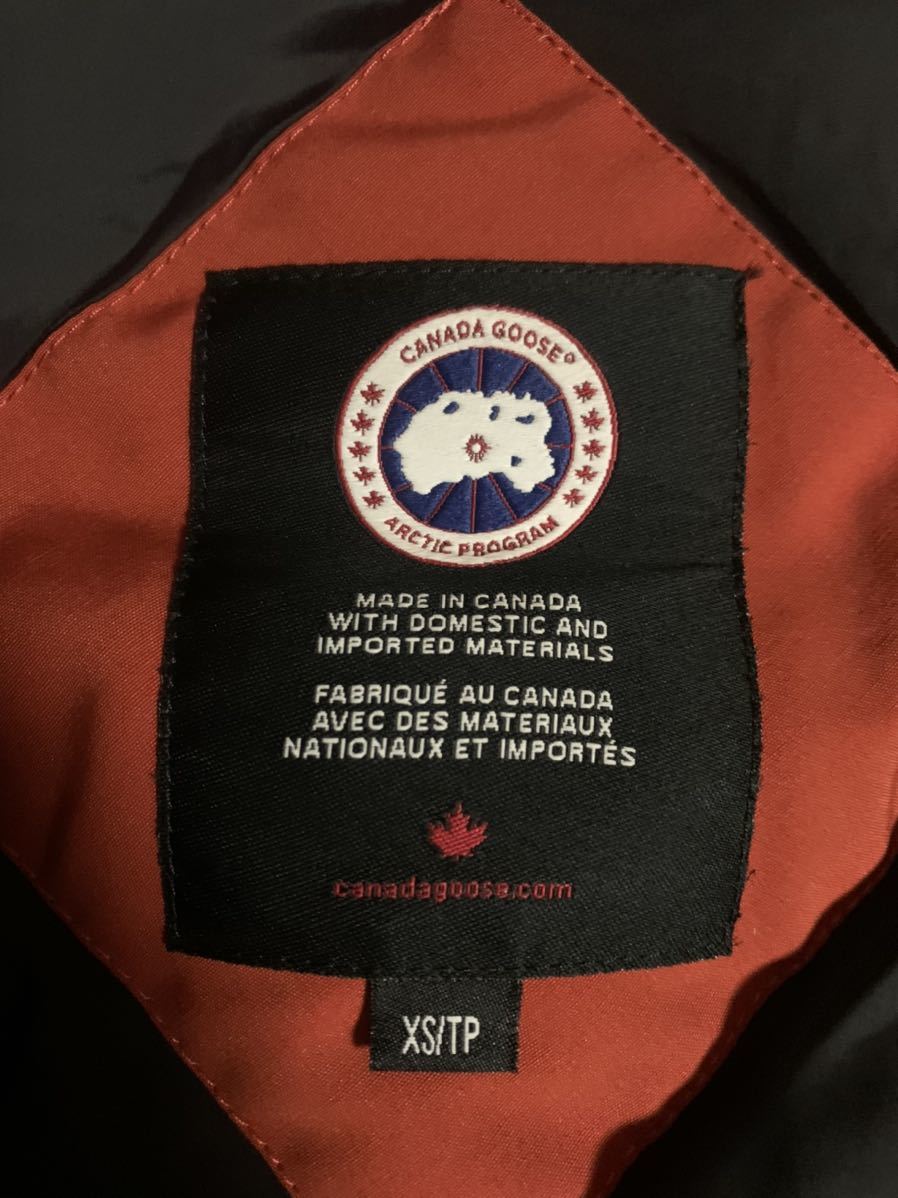 CANADA GOOSE®
ARCTIC PROGRAM
MADE IN CANADA
WITH DOMESTIC AND
IMPORTED MATERIALS
FABRIQUÉ AU CANADA
AVEC DES MATERIAUX
NATIONAUX ET IMPORTÉS
canadagoose.com
XS/TP